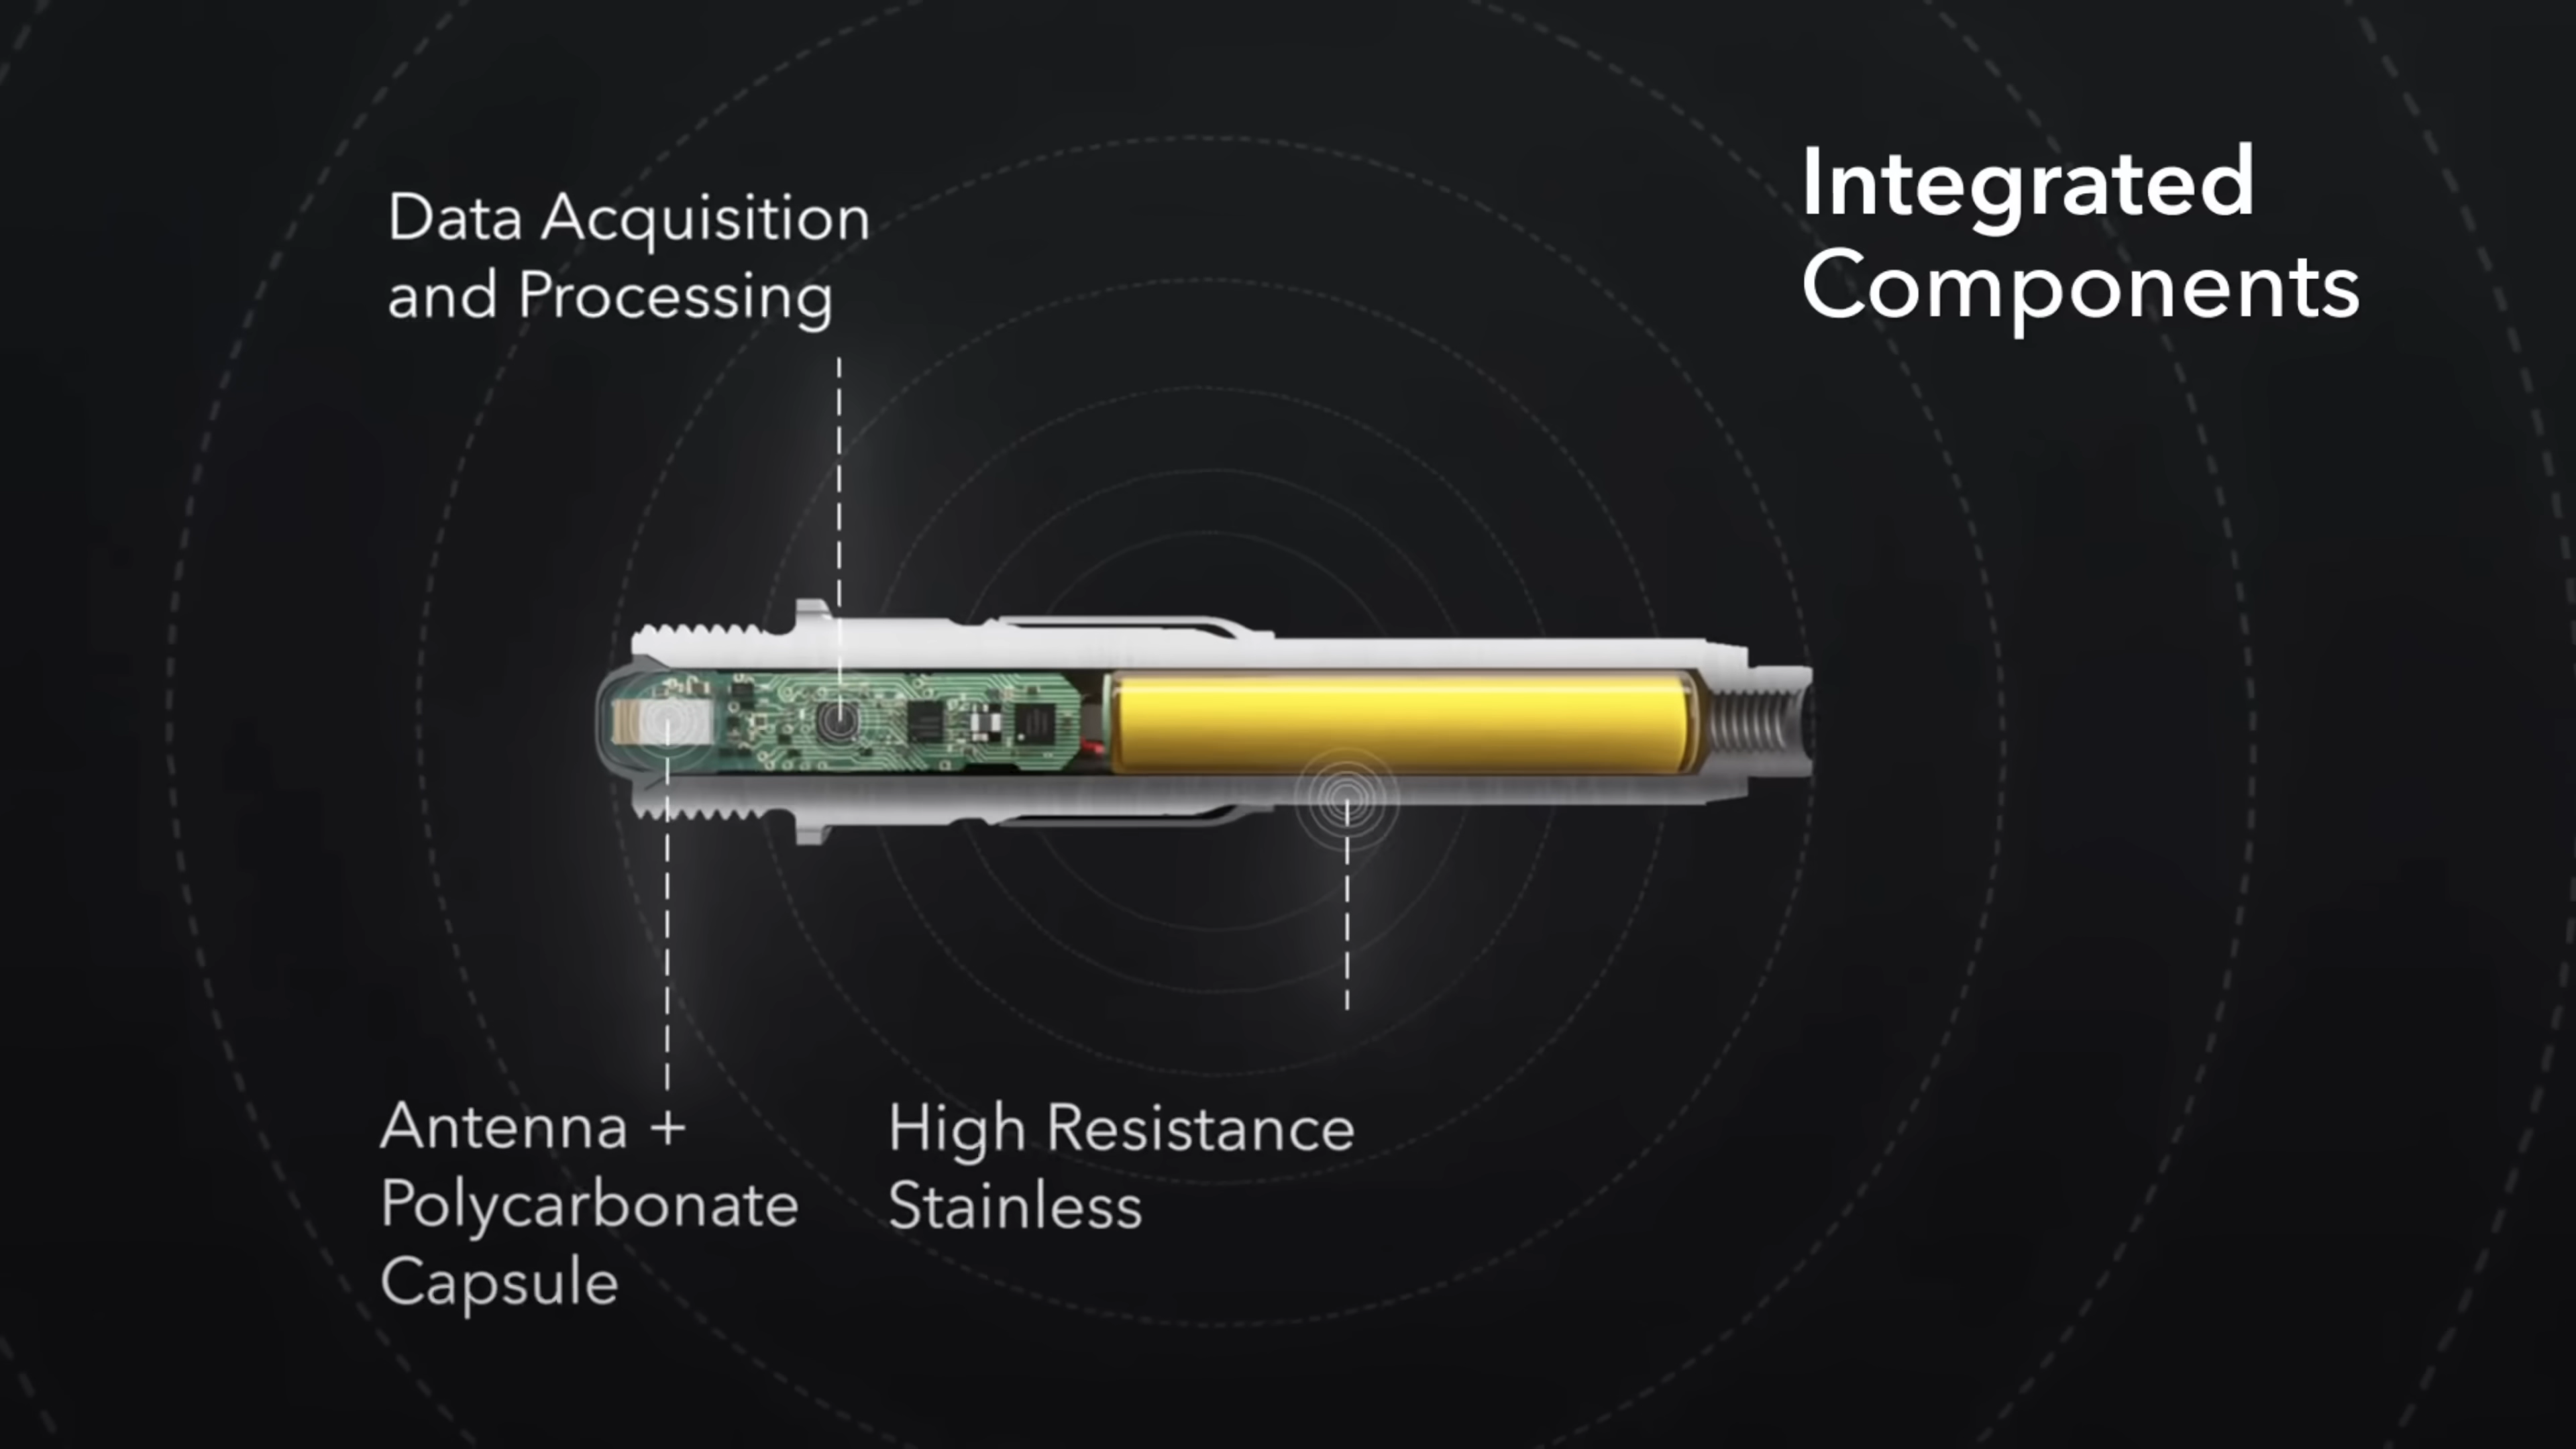 Integrated
Components
Data Acquisition
and Processing
Antenna +
Polycarbonate
Capsule
High Resistance
Stainless